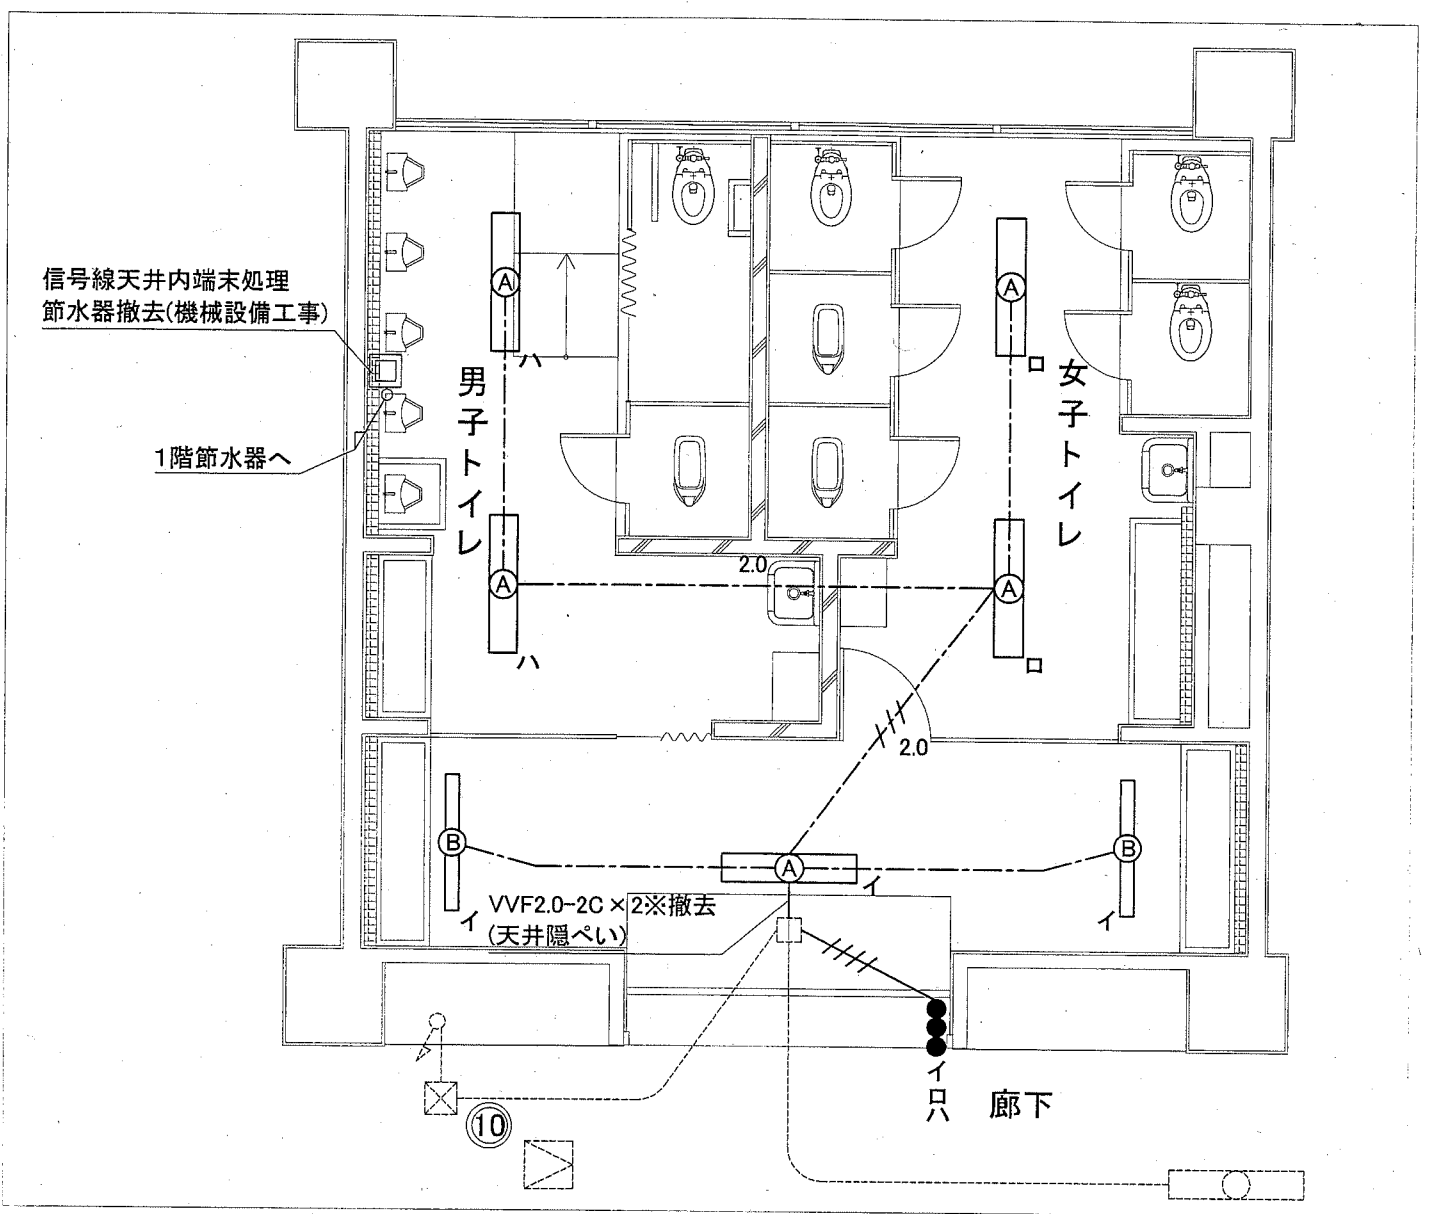 信号線天井内端末処理
節水器撤去(機械設備工事)
1階節水器へ
男子トイレ
女子トイレ
A
ハ
A
ロ
A
ハ
2.0
A
ロ
2.0
B
イ
A
イ
B
イ
VVF2.0-2C×2※撤去
(天井隠ぺい)
イ
ロ
ハ
廊下
10